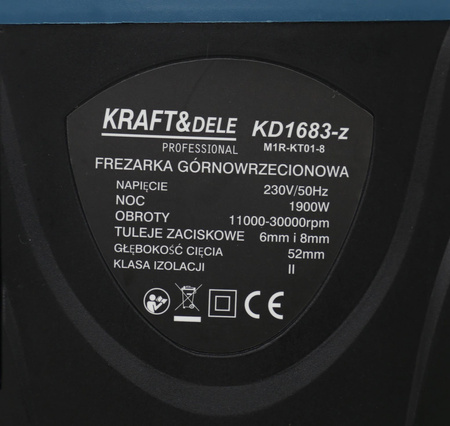 KRAFT&DELE KD1683-z
PROFESSIONAL M1R-KT01-8
FREZARKA GÓRNOWRZECIONOWA
NAPIĘCIE 230V/50Hz
NOC 1900W
OBROTY 11000-30000rpm
TULEJE ZACISKOWE 6mm i 8mm
GŁĘBOKOŚĆ CIĘCIA 52mm
KLASA IZOLACJI II
CE